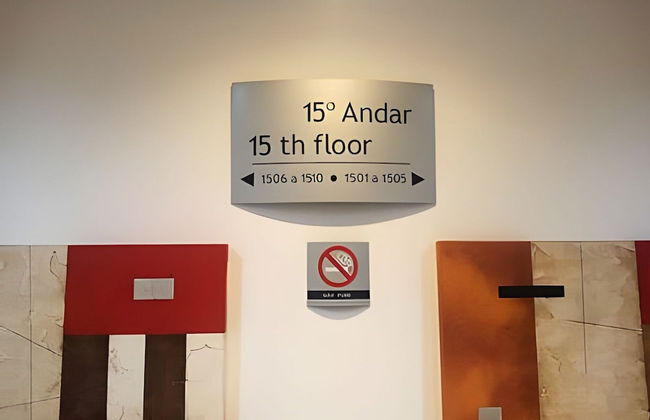 15º Andar
15 th floor
1506 a 1510 • 1501 a 1505